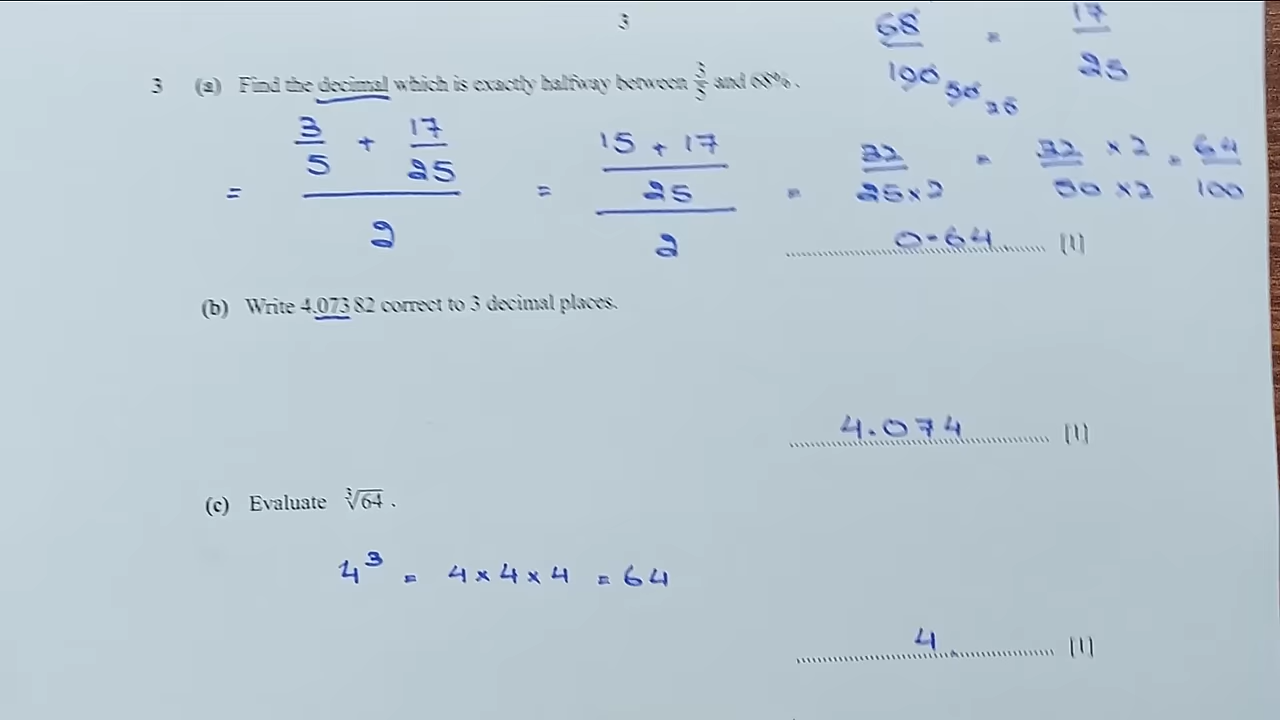 3
68/100 = 17/25
50 25
3 (a) Find the decimal which is exactly halfway between 3/5 and 68%.
= (3/5 + 17/25)/2 = ((15 + 17)/25)/2 = 32/(25×2) = 32/50 ×2/×2 = 64/100
0.64 [1]
(b) Write 4.073 82 correct to 3 decimal places.
4.074 [1]
(c) Evaluate ∛64 .
4³ = 4×4×4 = 64
4 [1]